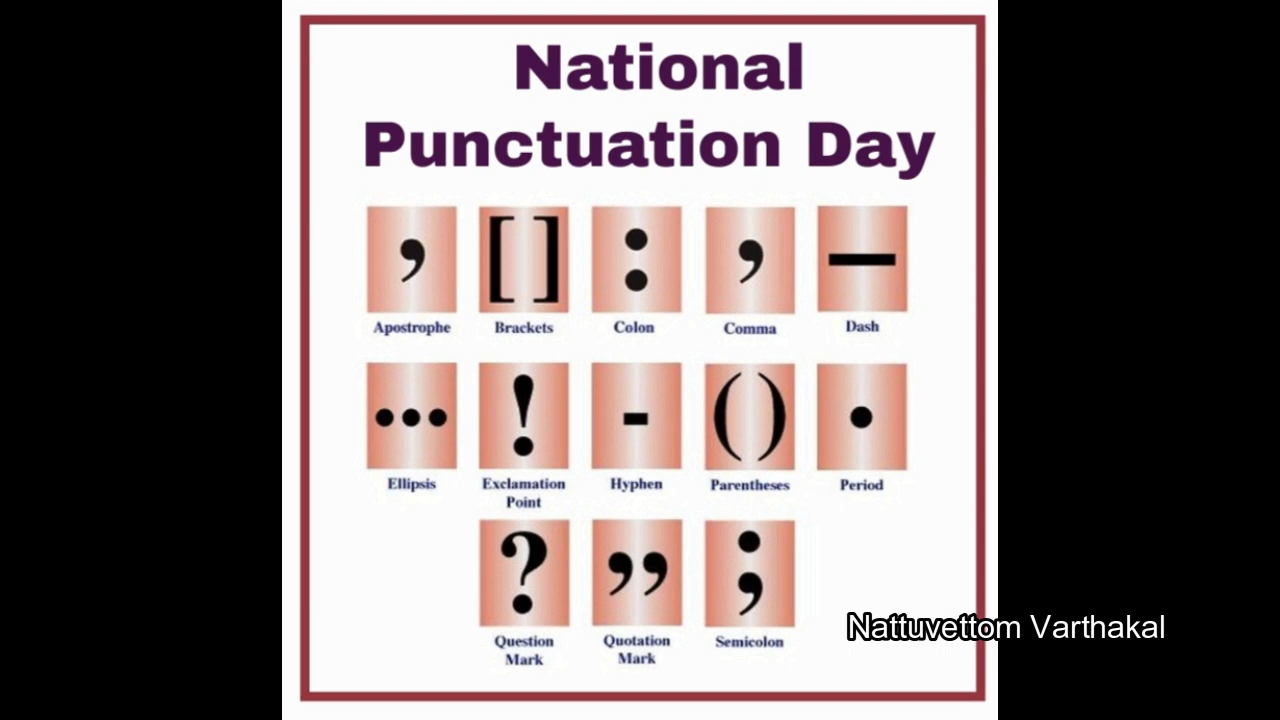 National
Punctuation Day
, [ ] : , —
Apostrophe Brackets Colon Comma Dash
... ! - ( ) .
Ellipsis Exclamation Point Hyphen Parentheses Period
? ” ;
Question Mark Quotation Mark Semicolon
Nattuvettom Varthakal